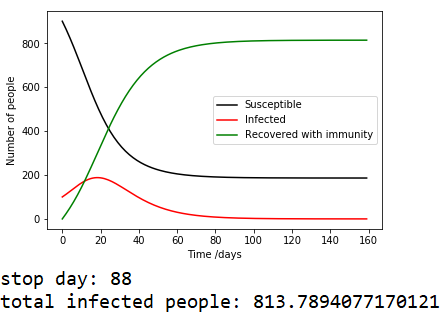 800
600
400
200
0
Number of people
Susceptible
Infected
Recovered with immunity
0 20 40 60 80 100 120 140 160
Time /days
stop day: 88
total infected people: 813.7894077170121